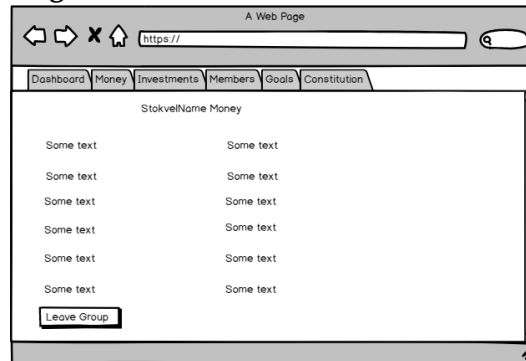 A Web Page
https://
Dashboard Money Investments Members Goals Constitution
StokvelName Money
Some text Some text
Some text Some text
Some text Some text
Some text Some text
Some text Some text
Some text Some text
Leave Group